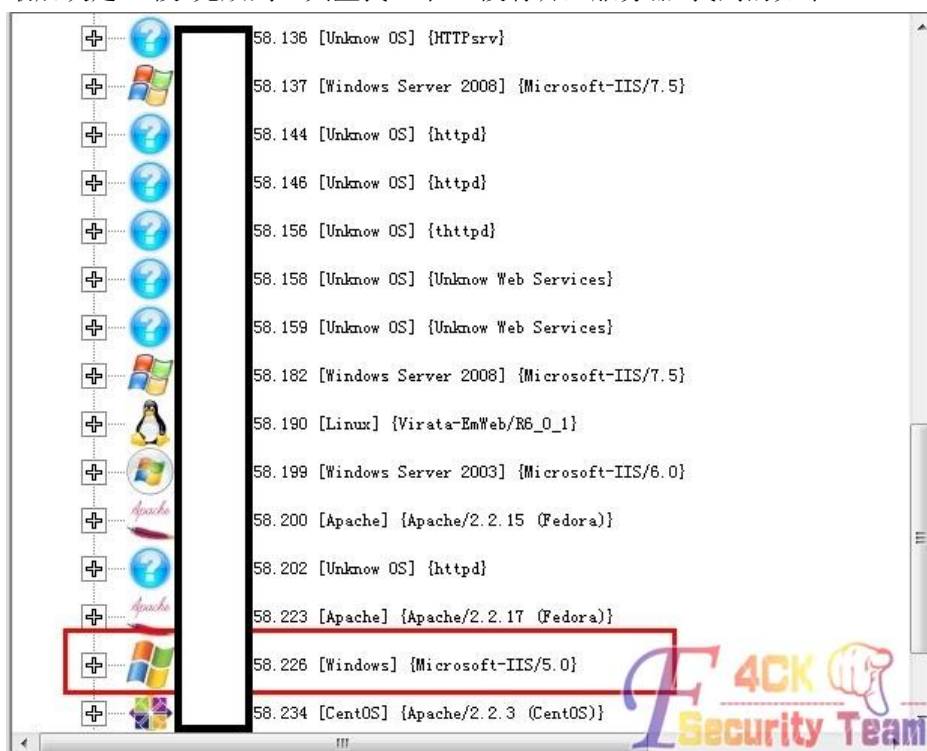 58.136 [Unknow OS] {HTTPsrv}
58.137 [Windows Server 2008] {Microsoft-IIS/7.5}
58.144 [Unknow OS] {httpd}
58.146 [Unknow OS] {httpd}
58.156 [Unknow OS] {thttpd}
58.158 [Unknow OS] {Unknow Web Services}
58.159 [Unknow OS] {Unknow Web Services}
58.182 [Windows Server 2008] {Microsoft-IIS/7.5}
58.190 [Linux] {Virata-EmWeb/R6_0_1}
58.199 [Windows Server 2003] {Microsoft-IIS/6.0}
Apache
58.200 [Apache] {Apache/2.2.15 (Fedora)}
58.202 [Unknow OS] {httpd}
Apache
58.223 [Apache] {Apache/2.2.17 (Fedora)}
58.226 [Windows] {Microsoft-IIS/5.0}
58.234 [CentOS] {Apache/2.2.3 (CentOS)}
F4CK
Security Team